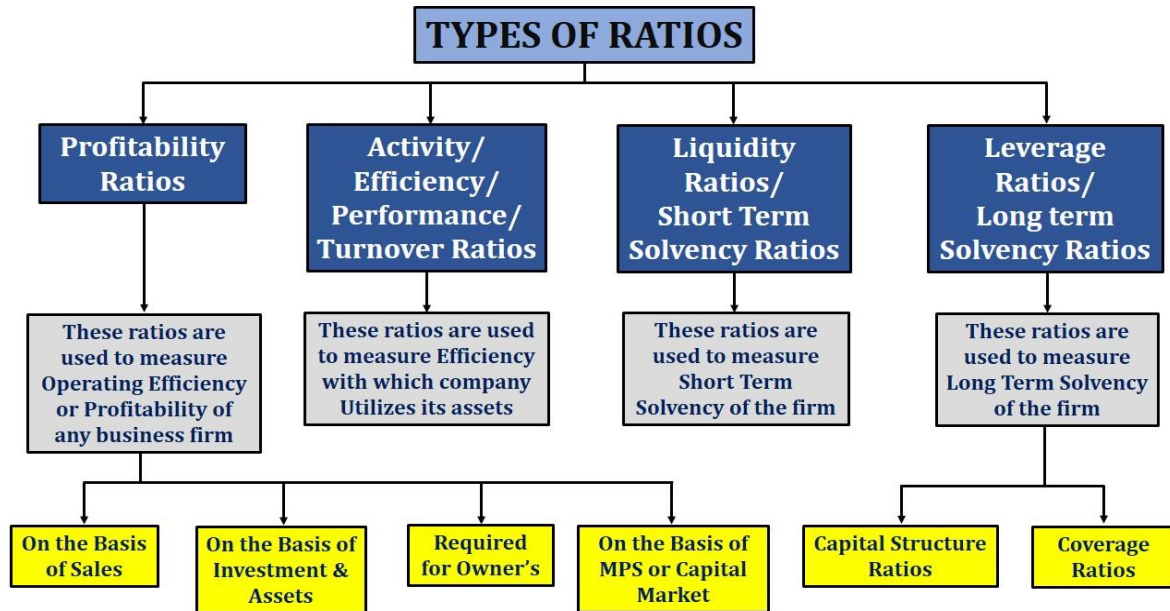 TYPES OF RATIOS
Profitability
Ratios
Activity/
Efficiency/
Performance/
Turnover Ratios
Liquidity
Ratios/
Short Term
Solvency Ratios
Leverage
Ratios/
Long term
Solvency Ratios
These ratios are
used to measure
Operating Efficiency
or Profitability of
any business firm
These ratios are used
to measure Efficiency
with which company
Utilizes its assets
These ratios are
used to measure
Short Term
Solvency of the firm
These ratios are
used to measure
Long Term Solvency
of the firm
On the Basis
of Sales
On the Basis of
Investment &
Assets
Required
for Owner’s
On the Basis of
MPS or Capital
Market
Capital Structure
Ratios
Coverage
Ratios